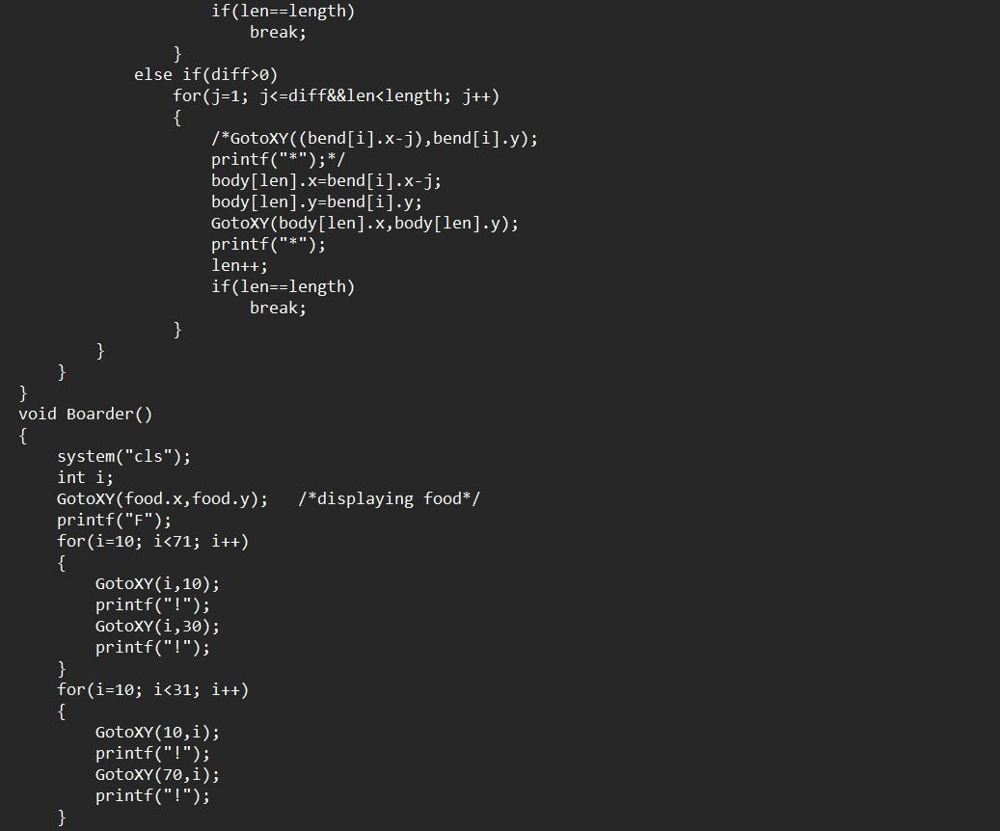 if(len==length)
                        break;
                }
            else if(diff>0)
                for(j=1; j<=diff&&len<length; j++)
                {
                    /*GotoXY((bend[i].x-j),bend[i].y);
                    printf("*");*/
                    body[len].x=bend[i].x-j;
                    body[len].y=bend[i].y;
                    GotoXY(body[len].x,body[len].y);
                    printf("*");
                    len++;
                    if(len==length)
                        break;
                }
        }
    }
}
void Boarder()
{
    system("cls");
    int i;
    GotoXY(food.x,food.y);   /*displaying food*/
    printf("F");
    for(i=10; i<71; i++)
    {
        GotoXY(i,10);
        printf("!");
        GotoXY(i,30);
        printf("!");
    }
    for(i=10; i<31; i++)
    {
        GotoXY(10,i);
        printf("!");
        GotoXY(70,i);
        printf("!");
    }